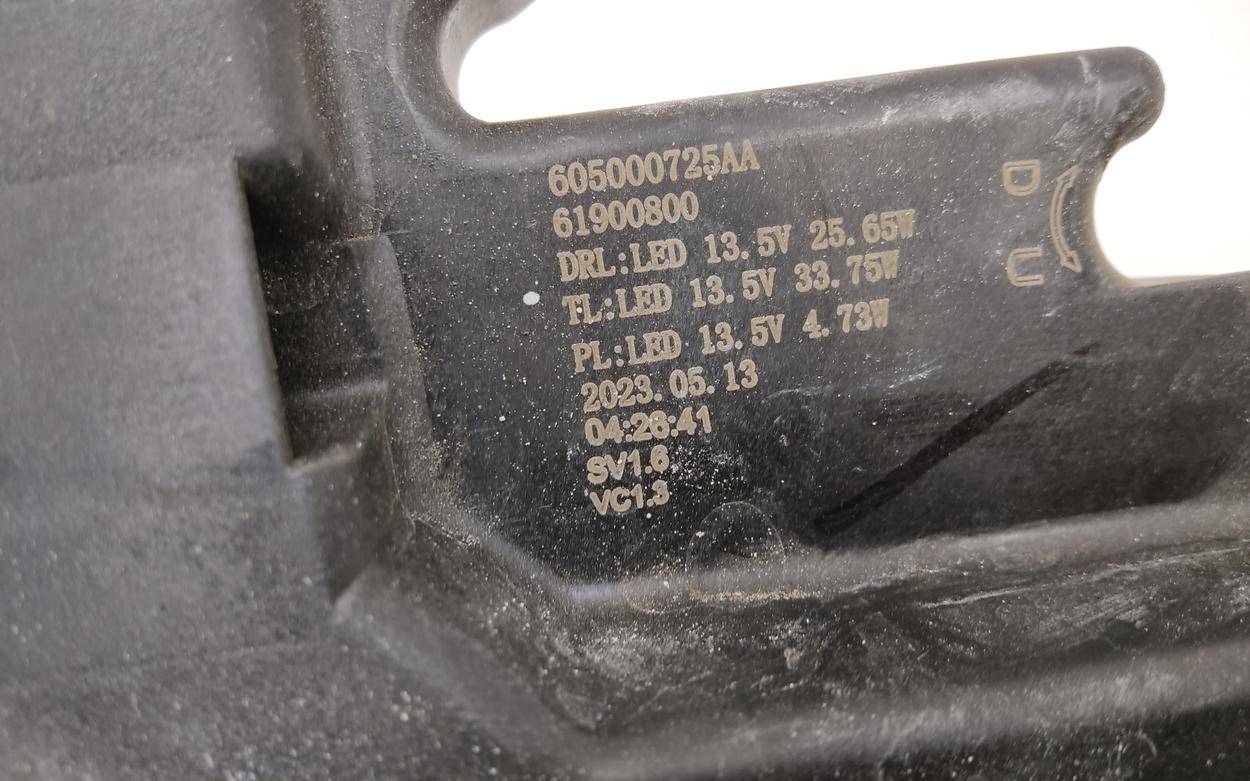 605000725AA
61900800
DRL:LED 13.5V 25.65W
TL:LED 13.5V 33.75W
PL:LED 13.5V 4.73W
2023.05.13
04:28:41
SV1.6
VC1.3
D
U